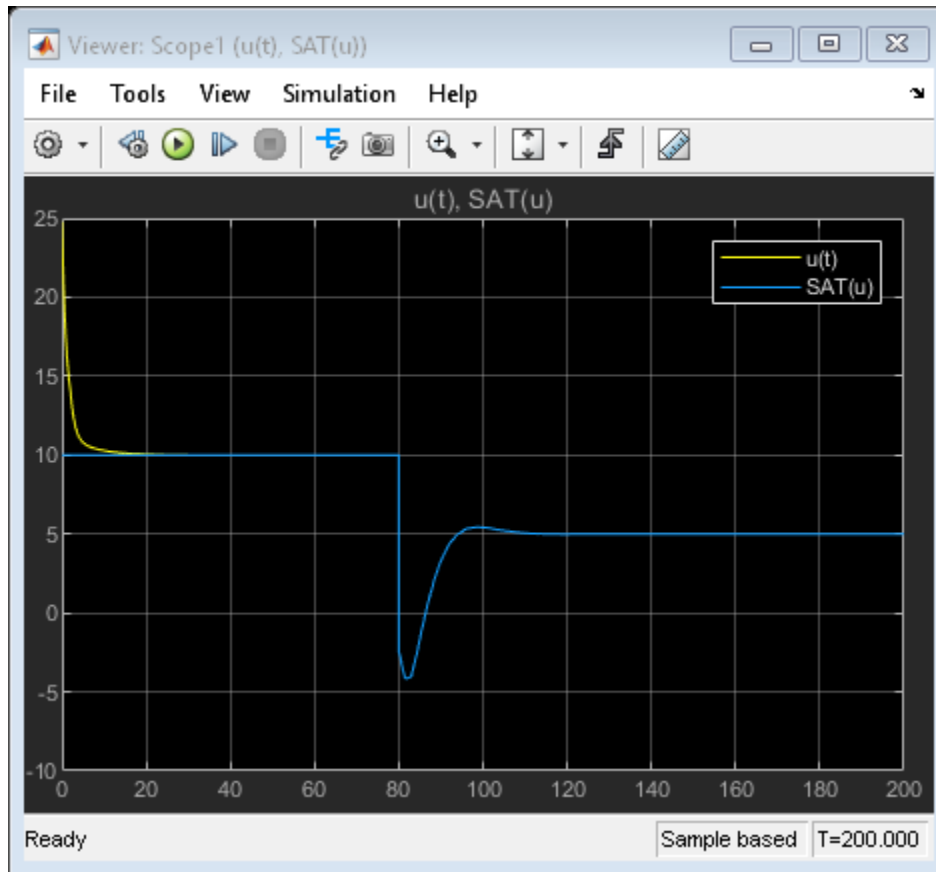 Viewer: Scope1 (u(t), SAT(u))
File Tools View Simulation Help
u(t), SAT(u)
25
u(t)
SAT(u)
20
15
10
5
0
-5
-10
0 20 40 60 80 100 120 140 160 180 200
Ready Sample based T=200.000